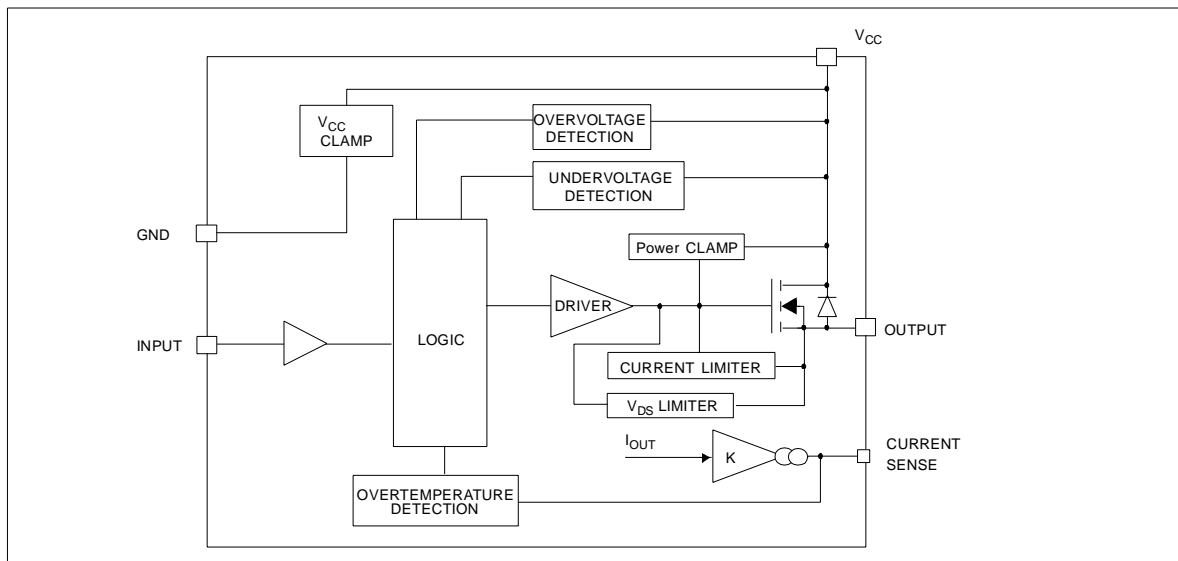 VCC
VCC
CLAMP
OVERVOLTAGE
DETECTION
UNDERVOLTAGE
DETECTION
GND
Power CLAMP
DRIVER
OUTPUT
INPUT
LOGIC
CURRENT LIMITER
VDS LIMITER
IOUT
K
CURRENT
SENSE
OVERTEMPERATURE
DETECTION